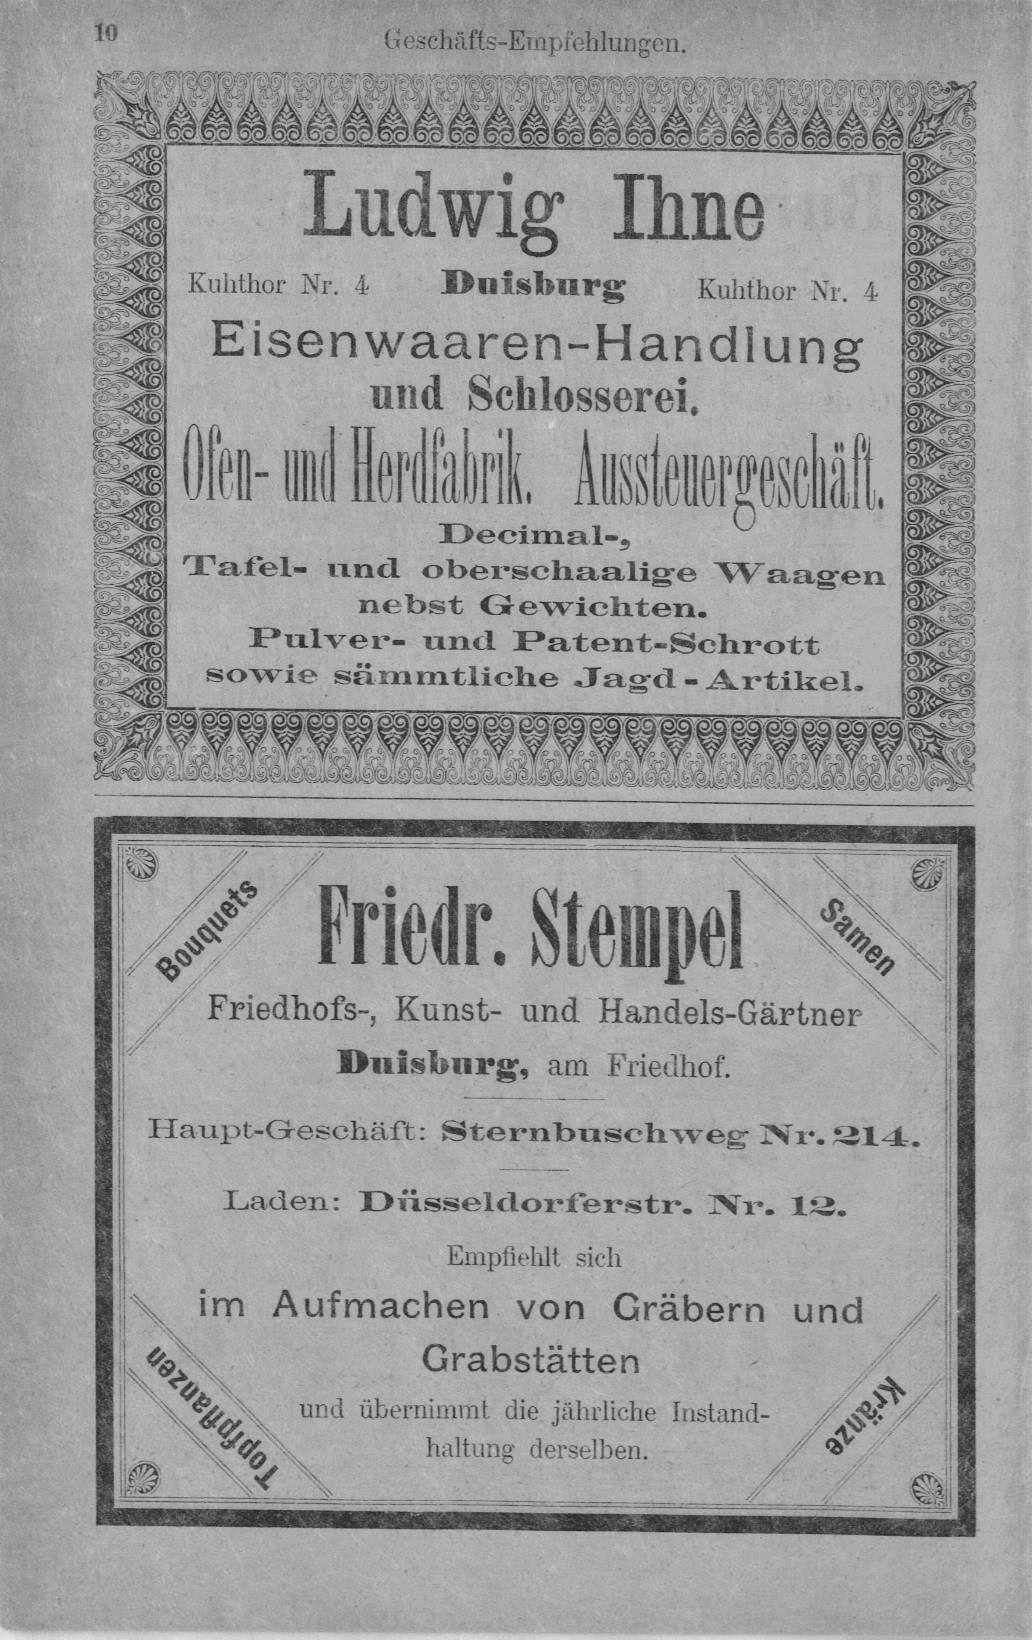 10
Geschäfts-Empfehlungen.
Ludwig Ihne
Kuhthor Nr. 4 Duisburg Kuhthor Nr. 4
Eisenwaaren-Handlung
und Schlosserei.
Ofen- und Herdfabrik. Aussteuergeschäft.
Decimal-,
Tafel- und oberschaalige Waagen
nebst Gewichten.
Pulver- und Patent-Schrott
sowie sämmtliche Jagd-Artikel.
Bouquets
Samen
Friedr. Stempel
Friedhofs-, Kunst- und Handels-Gärtner
Duisburg, am Friedhof.
Haupt-Geschäft: Sternbuschweg Nr. 214.
Laden: Düsseldorferstr. Nr. 12.
Empfiehlt sich
im Aufmachen von Gräbern und
Grabstätten
und übernimmt die jährliche Instand-
haltung derselben.
Topfpflanzen
Kränze